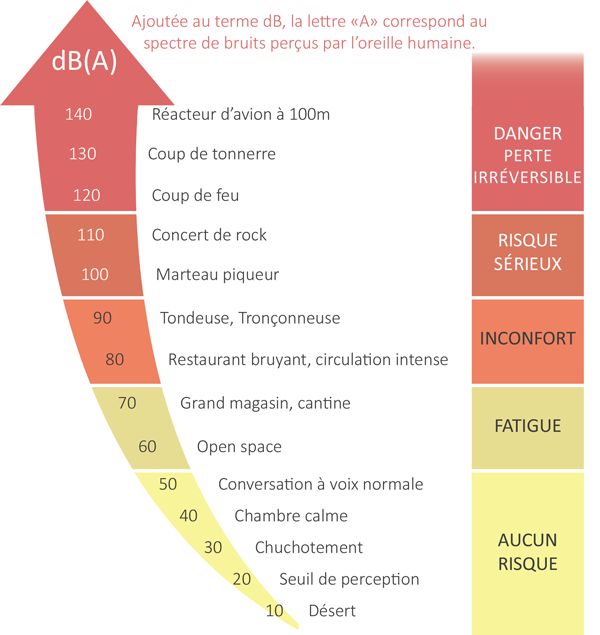 Ajoutée au terme dB, la lettre «A» correspond au
spectre de bruits perçus par l’oreille humaine.
dB(A)
140 Réacteur d’avion à 100m
130 Coup de tonnerre
120 Coup de feu
DANGER
PERTE
IRRÉVERSIBLE
110 Concert de rock
100 Marteau piqueur
RISQUE
SÉRIEUX
90 Tondeuse, Tronçonneuse
80 Restaurant bruyant, circulation intense
INCONFORT
70 Grand magasin, cantine
60 Open space
FATIGUE
50 Conversation à voix normale
40 Chambre calme
30 Chuchotement
20 Seuil de perception
10 Désert
AUCUN
RISQUE